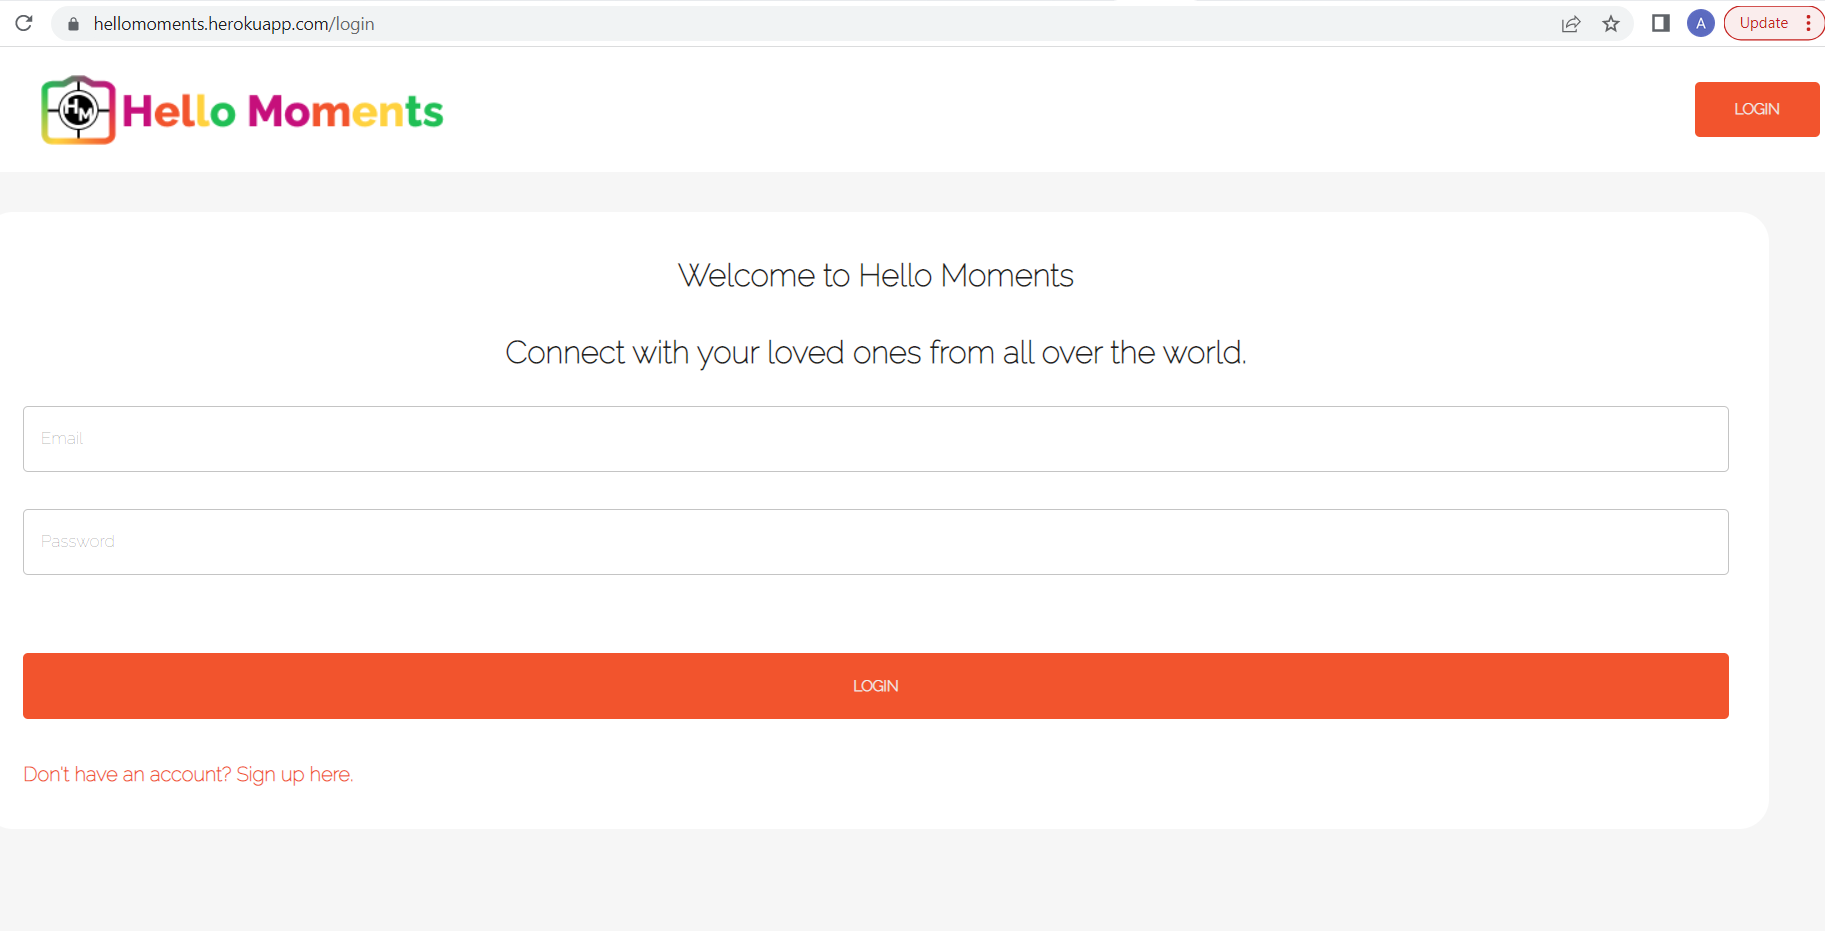 hellomoments.herokuapp.com/login
A
Update
HM Hello Moments
LOGIN
Welcome to Hello Moments
Connect with your loved ones from all over the world.
Email
Password
LOGIN
Don't have an account? Sign up here.